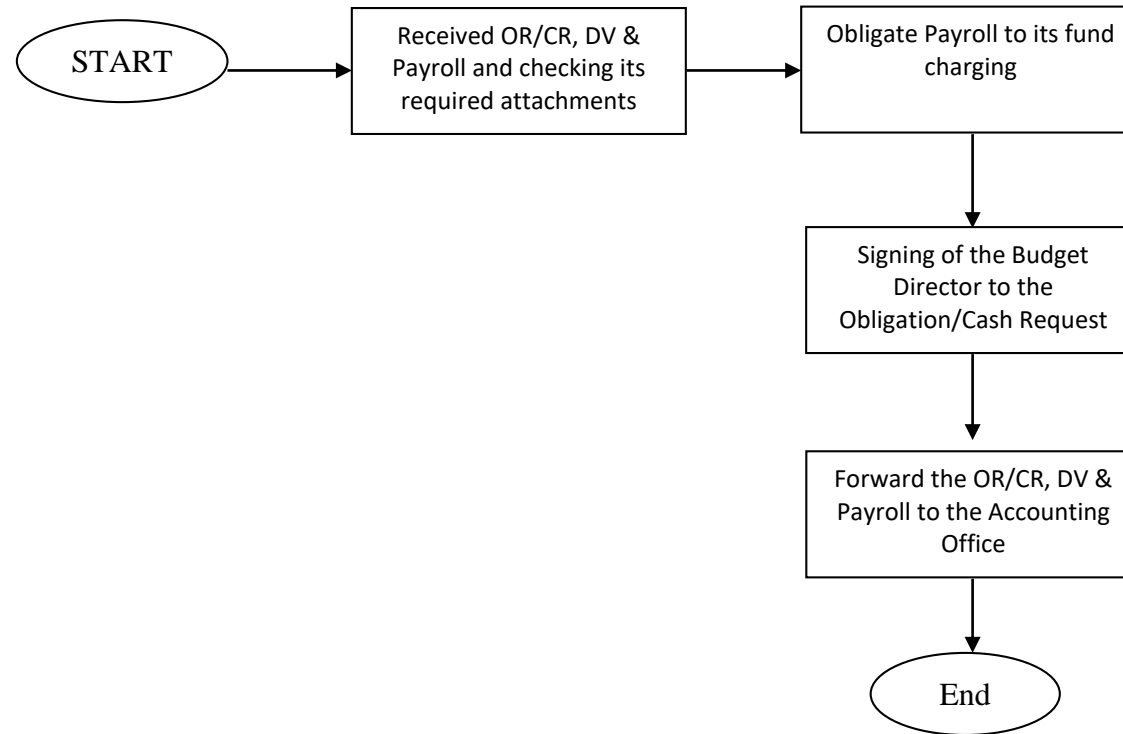 START
Received OR/CR, DV &
Payroll and checking its
required attachments
Obligate Payroll to its fund
charging
Signing of the Budget
Director to the
Obligation/Cash Request
Forward the OR/CR, DV &
Payroll to the Accounting
Office
End